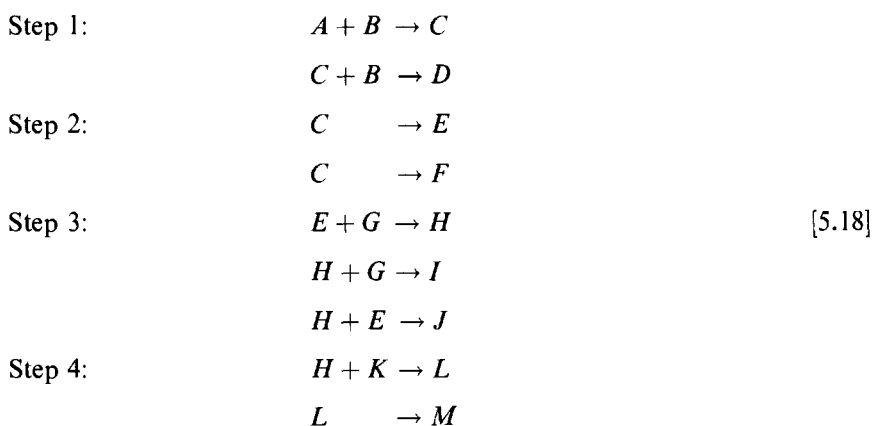 Step 1: A + B → C
C + B → D
Step 2: C → E
C → F
Step 3: E + G → H [5.18]
H + G → I
H + E → J
Step 4: H + K → L
L → M